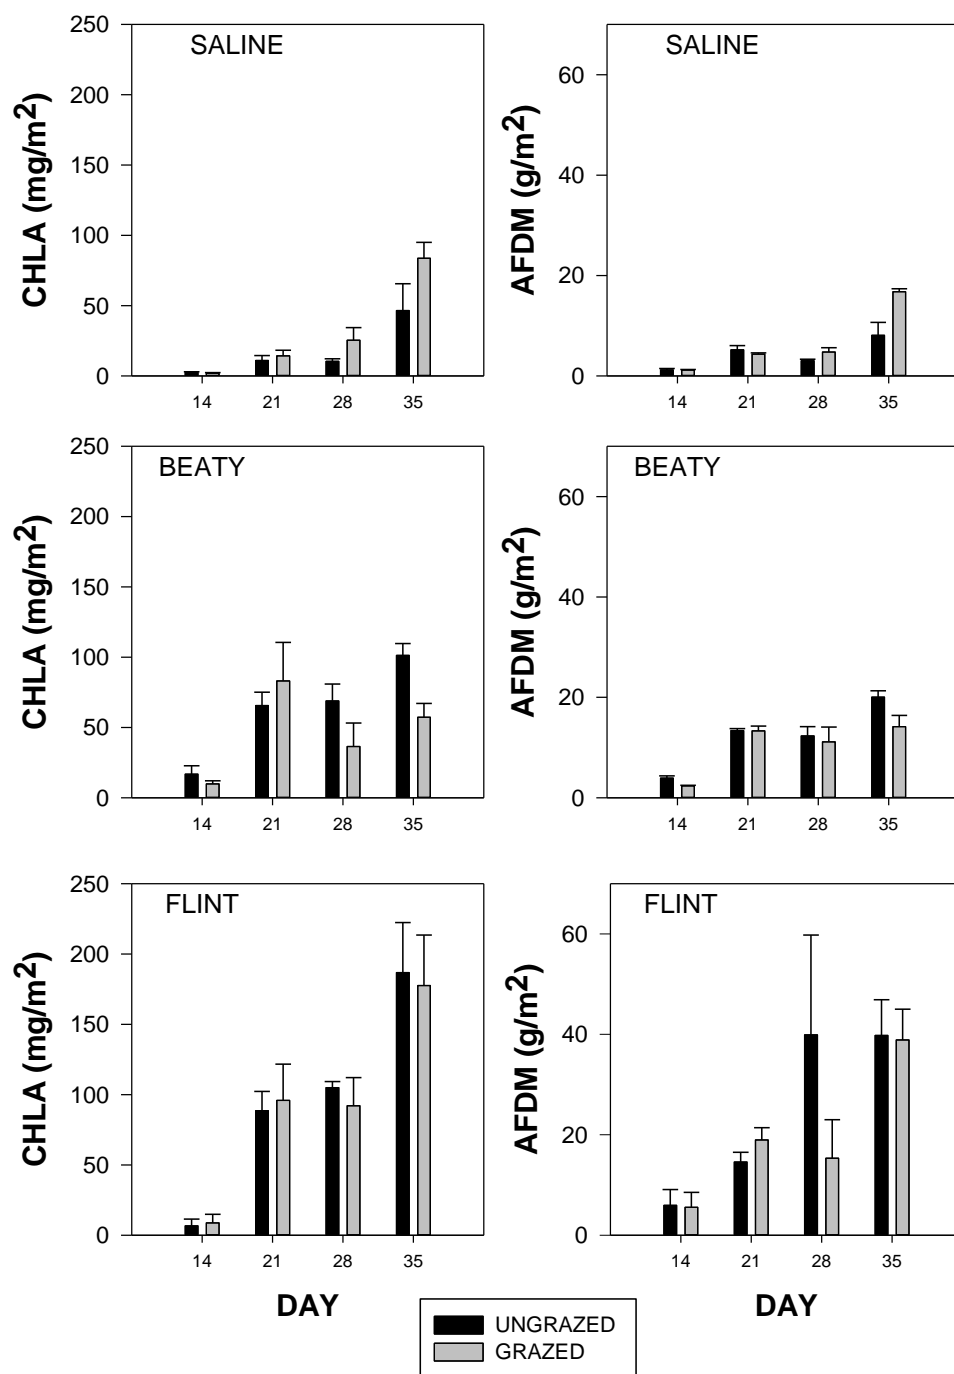 SALINE
CHLA (mg/m2)
250
200
150
100
50
0
14 21 28 35
SALINE
AFDM (g/m2)
60
40
20
0
14 21 28 35
BEATY
CHLA (mg/m2)
250
200
150
100
50
0
14 21 28 35
BEATY
AFDM (g/m2)
60
40
20
0
14 21 28 35
FLINT
CHLA (mg/m2)
250
200
150
100
50
0
14 21 28 35
DAY
FLINT
AFDM (g/m2)
60
40
20
0
14 21 28 35
DAY
UNGRAZED
GRAZED